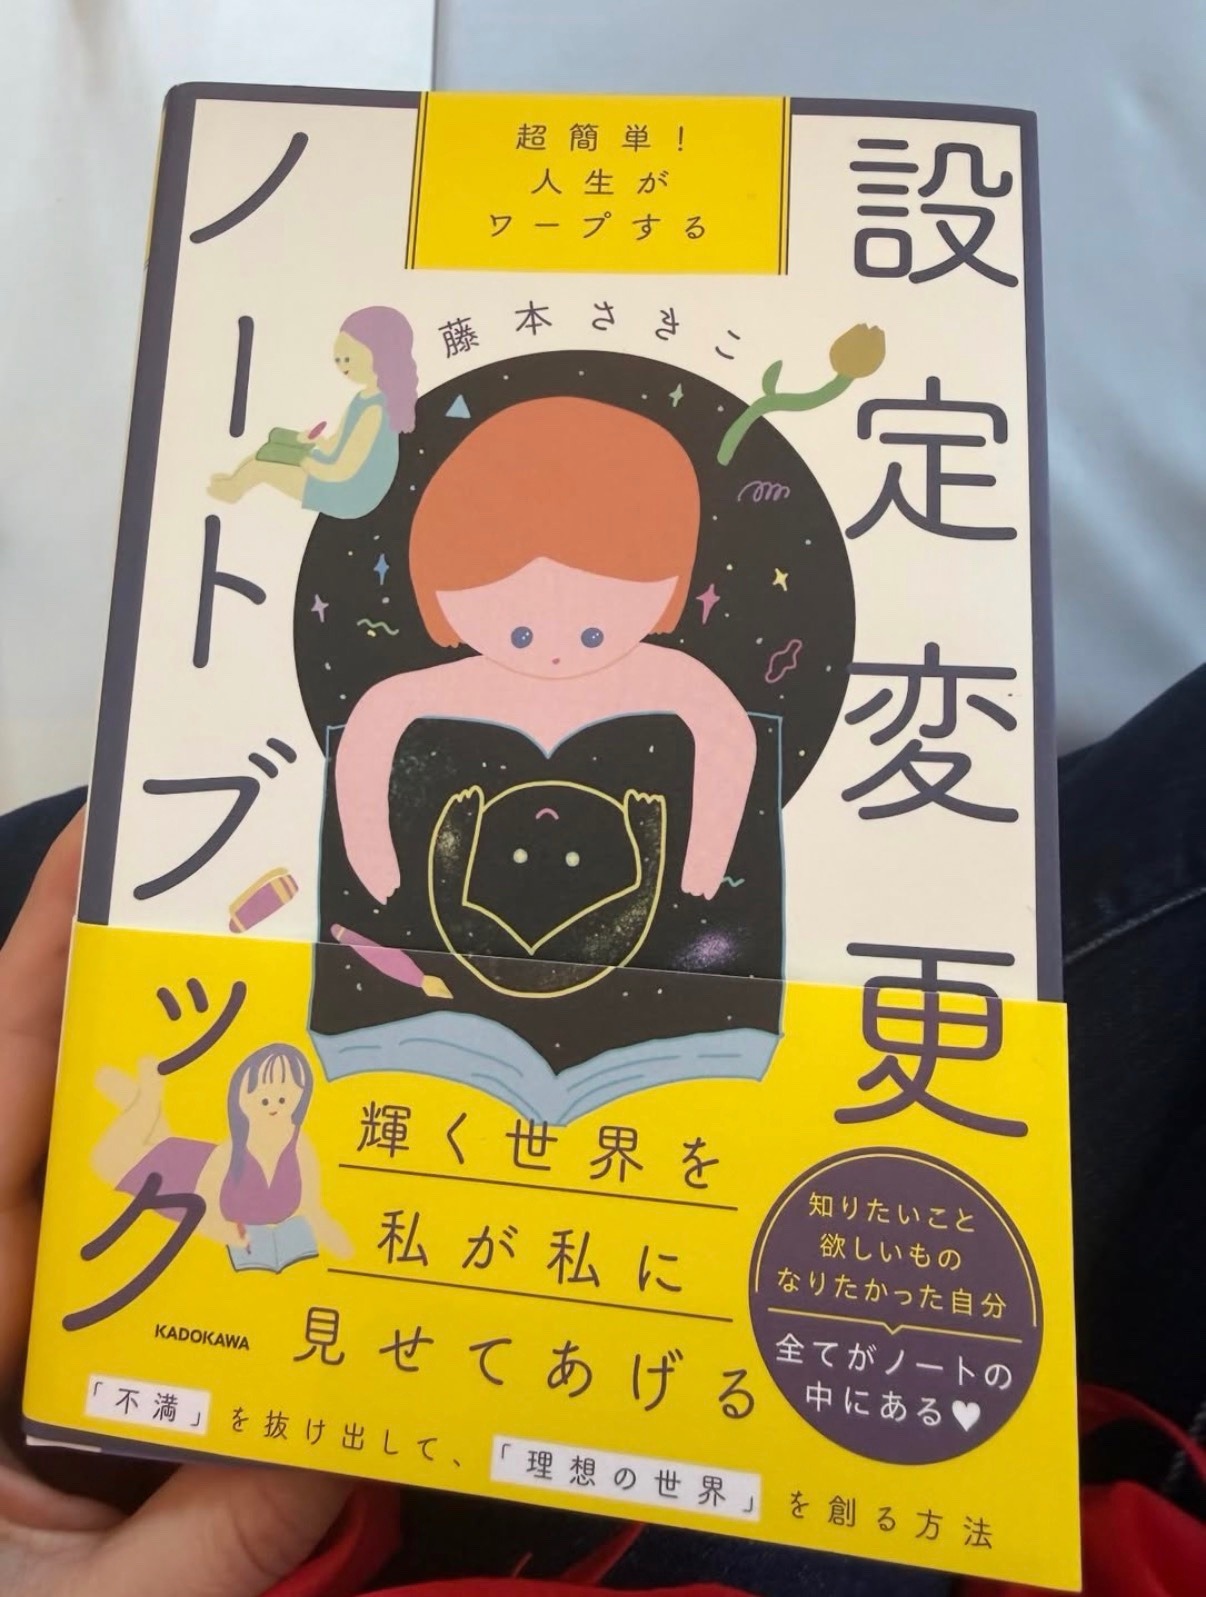 超簡単！
人生が
ワープする
設定変更
ノートブック
藤本さきこ
輝く世界を
私が私に
見せてあげる
知りたいこと
欲しいもの
なりたかった自分
全てがノートの
中にある♥
KADOKAWA
「不満」を抜け出して、「理想の世界」を創る方法